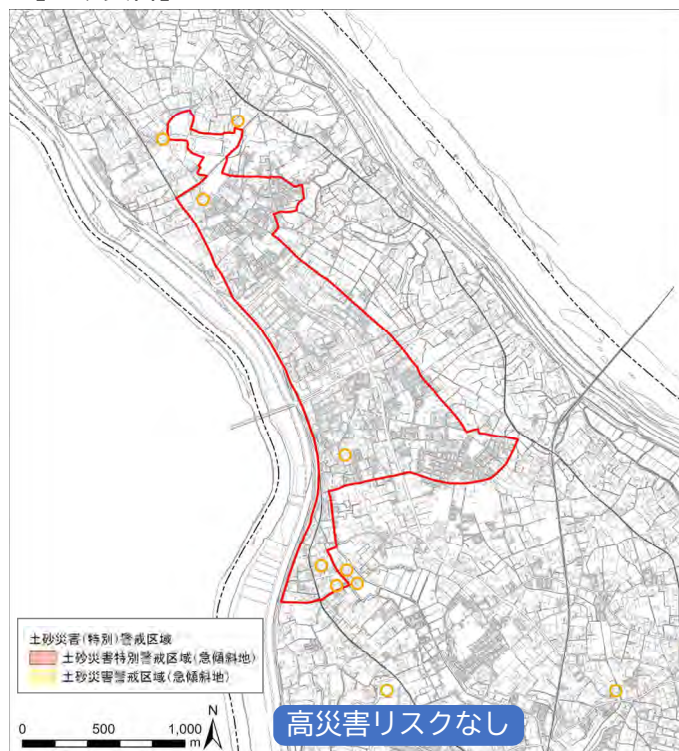 土砂災害(特別)警戒区域
土砂災害特別警戒区域(急傾斜地)
土砂災害警戒区域(急傾斜地)
0 500 1,000
m
N
高災害リスクなし